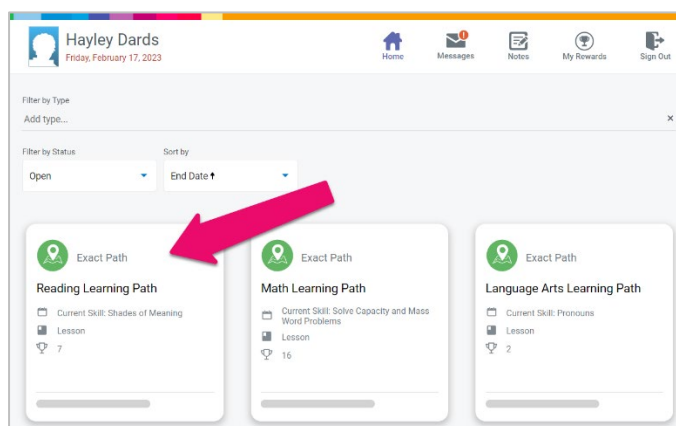 Hayley Dards
Friday, February 17, 2023
Home
Messages
Notes
My Rewards
Sign Out
Filter by Type
Add type...
×
Filter by Status
Sort by
Open
End Date ↑
Exact Path
Reading Learning Path
Current Skill: Shades of Meaning
Lesson
7
Exact Path
Math Learning Path
Current Skill: Solve Capacity and Mass
Word Problems
Lesson
16
Exact Path
Language Arts Learning Path
Current Skill: Pronouns
Lesson
2